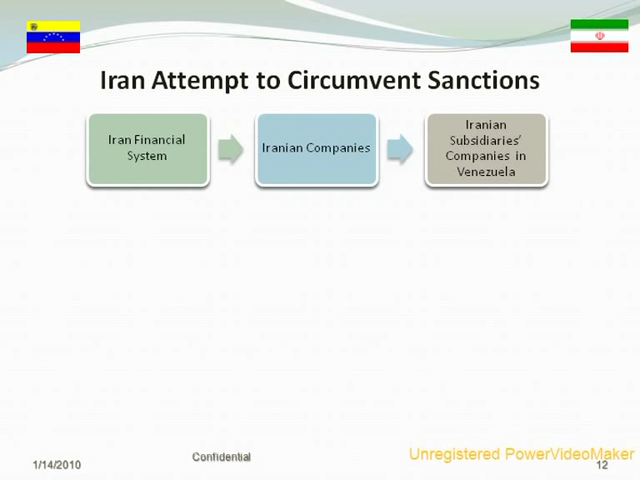 Iran Attempt to Circumvent Sanctions
Iran Financial
System
Iranian Companies
Iranian
Subsidiaries'
Companies in
Venezuela
1/14/2010
Confidential
Unregistered PowerVideoMaker
12